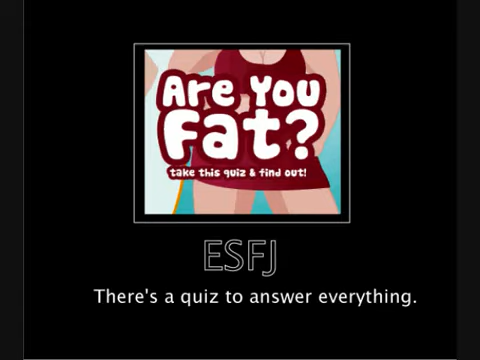 Are You
Fat?
take this quiz & find out!
ESFJ
There's a quiz to answer everything.